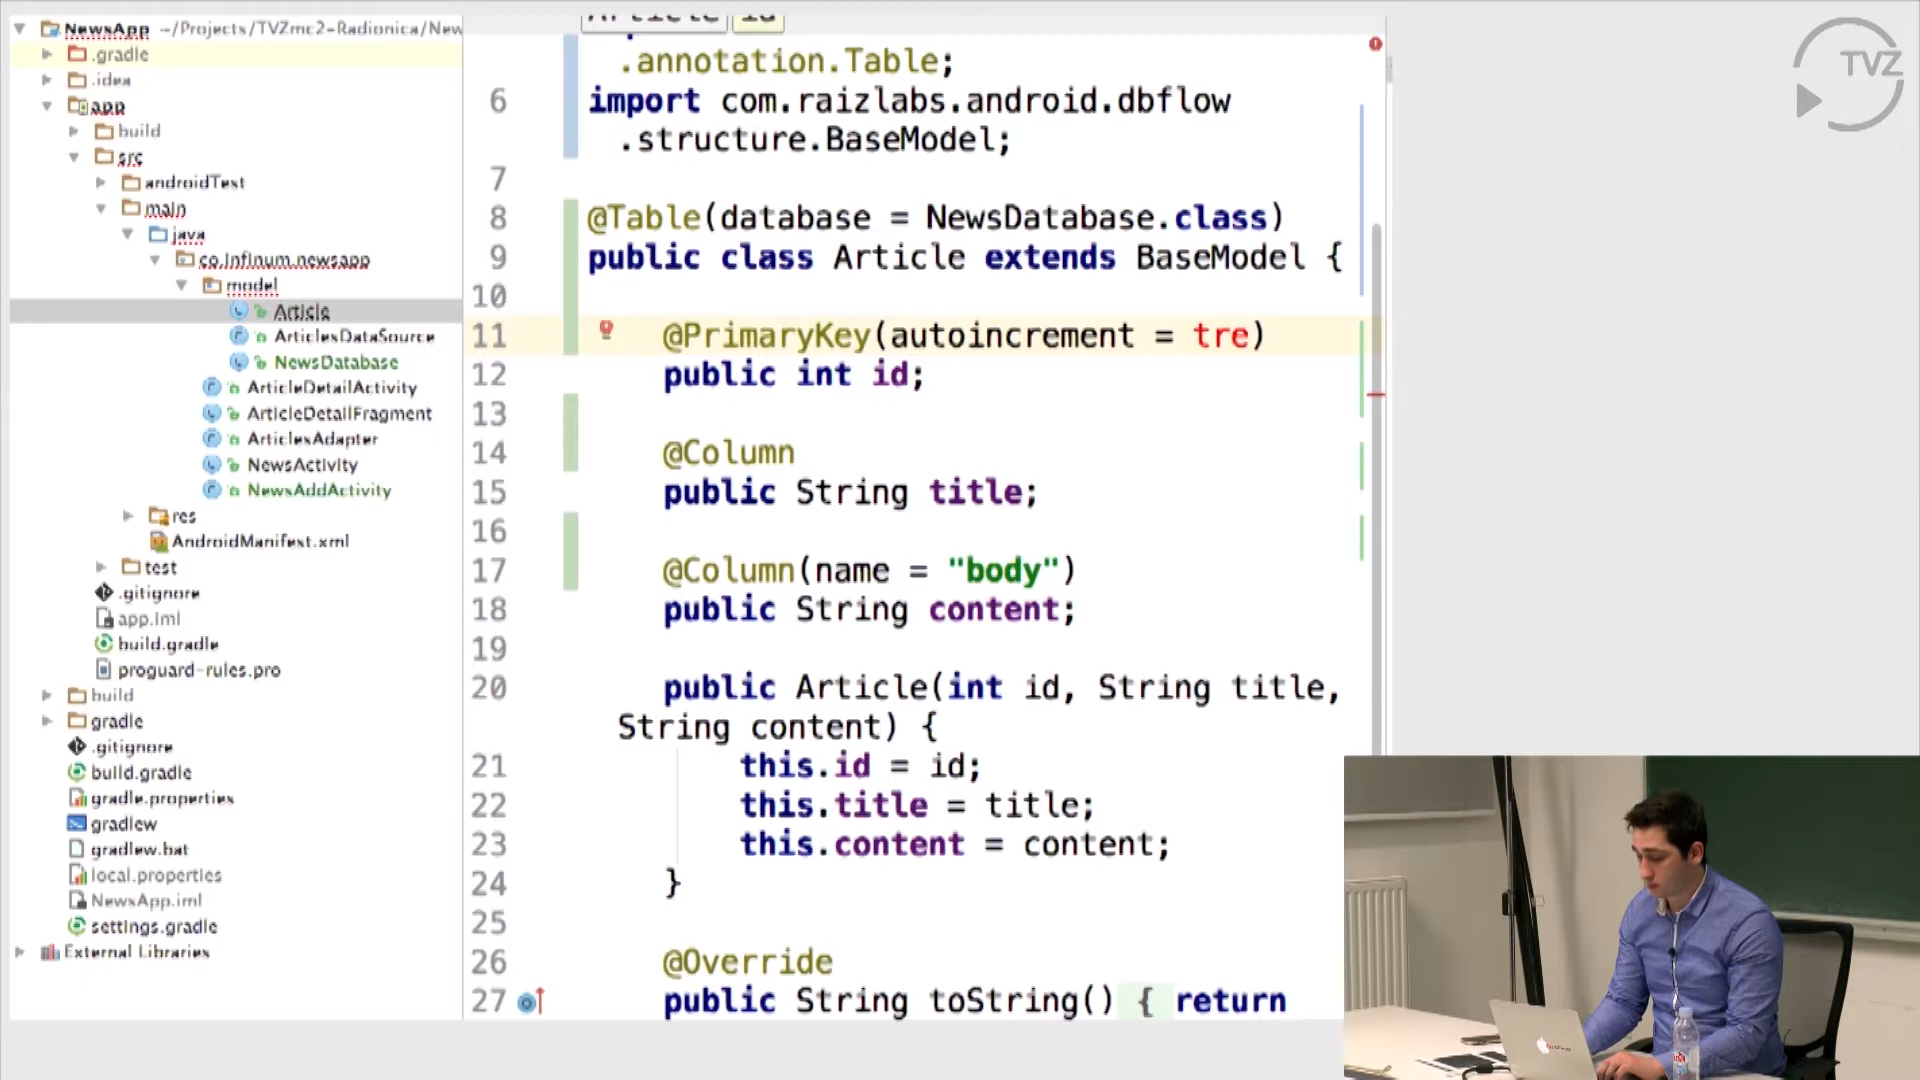 NewsApp ~/Projects/TVZmc2-Radionica/New
.gradle
.idea
app
build
src
androidTest
main
java
co.infinum.newsapp
model
Article
ArticlesDataSource
NewsDatabase
ArticleDetailActivity
ArticleDetailFragment
ArticlesAdapter
NewsActivity
NewsAddActivity
res
AndroidManifest.xml
test
.gitignore
app.iml
build.gradle
proguard-rules.pro
build
gradle
.gitignore
build.gradle
gradle.properties
gradlew
gradlew.bat
local.properties
NewsApp.iml
settings.gradle
External Libraries
Article id
.annotation.Table;
6 import com.raizlabs.android.dbflow
.structure.BaseModel;
7
8 @Table(database = NewsDatabase.class)
9 public class Article extends BaseModel {
10
11 @PrimaryKey(autoincrement = tre)
12 public int id;
13
14 @Column
15 public String title;
16
17 @Column(name = "body")
18 public String content;
19
20 public Article(int id, String title,
String content) {
21 this.id = id;
22 this.title = title;
23 this.content = content;
24 }
25
26 @Override
27 public String toString() { return
TVZ